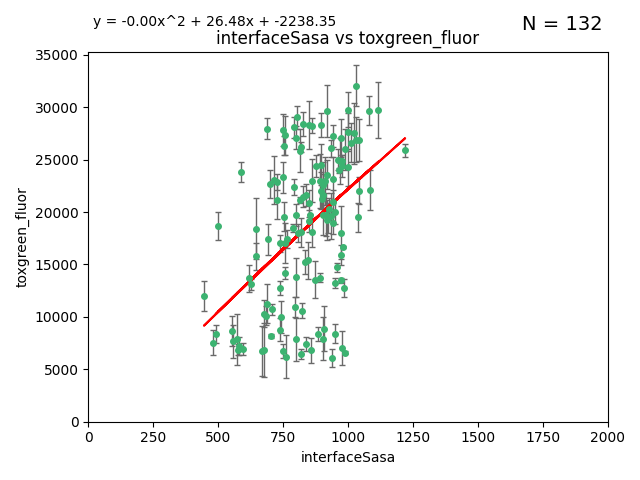 y = -0.00x^2 + 26.48x + -2238.35
N = 132
interfaceSasa vs toxgreen_fluor
35000
30000
25000
20000
15000
10000
5000
0
toxgreen_fluor
0 250 500 750 1000 1250 1500 1750 2000
interfaceSasa